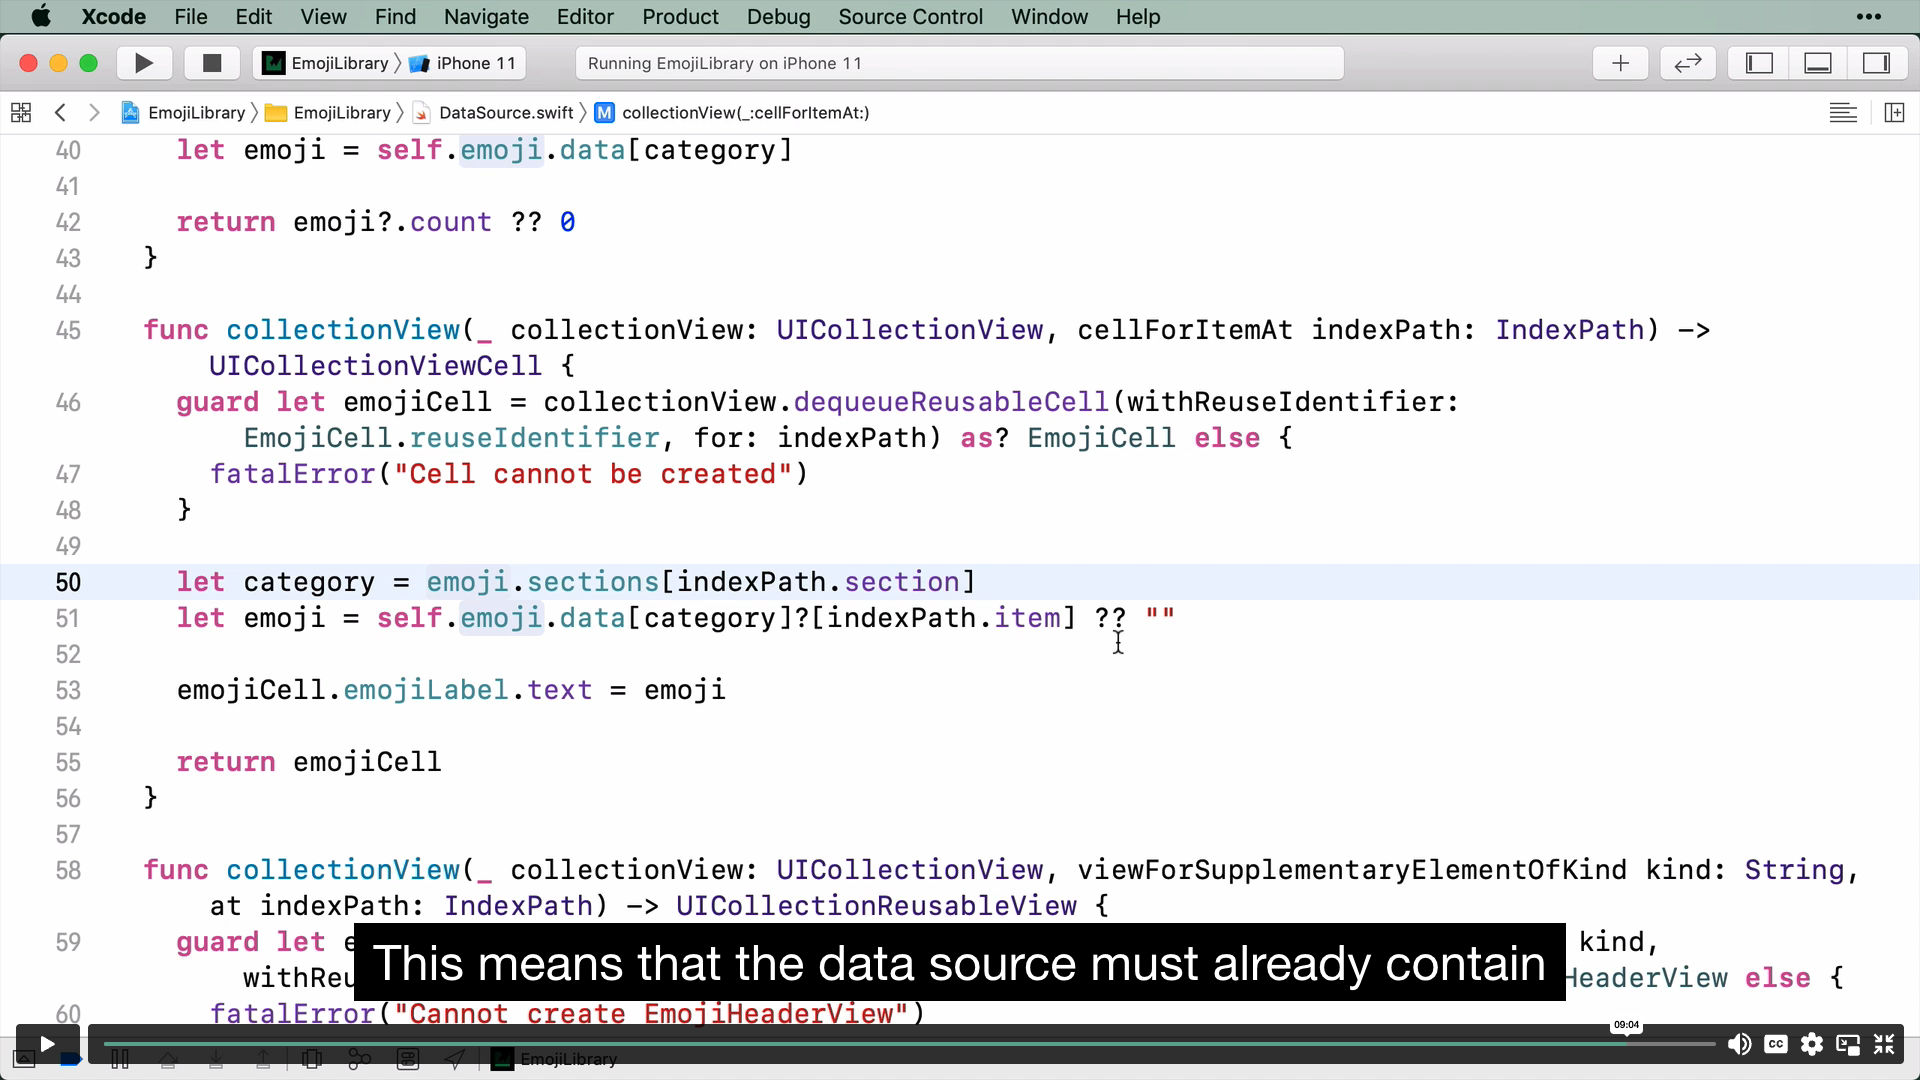 Xcode File Edit View Find Navigate Editor Product Debug Source Control Window Help
EmojiLibrary iPhone 11 Running EmojiLibrary on iPhone 11
EmojiLibrary EmojiLibrary DataSource.swift M collectionView(_:cellForItemAt:)
40 let emoji = self.emoji.data[category]
41
42 return emoji?.count ?? 0
43 }
44
45 func collectionView(_ collectionView: UICollectionView, cellForItemAt indexPath: IndexPath) ->
UICollectionViewCell {
46 guard let emojiCell = collectionView.dequeueReusableCell(withReuseIdentifier:
EmojiCell.reuseIdentifier, for: indexPath) as? EmojiCell else {
47 fatalError("Cell cannot be created")
48 }
49
50 let category = emoji.sections[indexPath.section]
51 let emoji = self.emoji.data[category]?[indexPath.item] ?? ""
52
53 emojiCell.emojiLabel.text = emoji
54
55 return emojiCell
56 }
57
58 func collectionView(_ collectionView: UICollectionView, viewForSupplementaryElementOfKind kind: String,
at indexPath: IndexPath) -> UICollectionReusableView {
59 guard let kind,
HeaderView else {
This means that the data source must already contain
60 fatalError("Cannot create EmojiHeaderView")
09:04
CC
EmojiLibrary